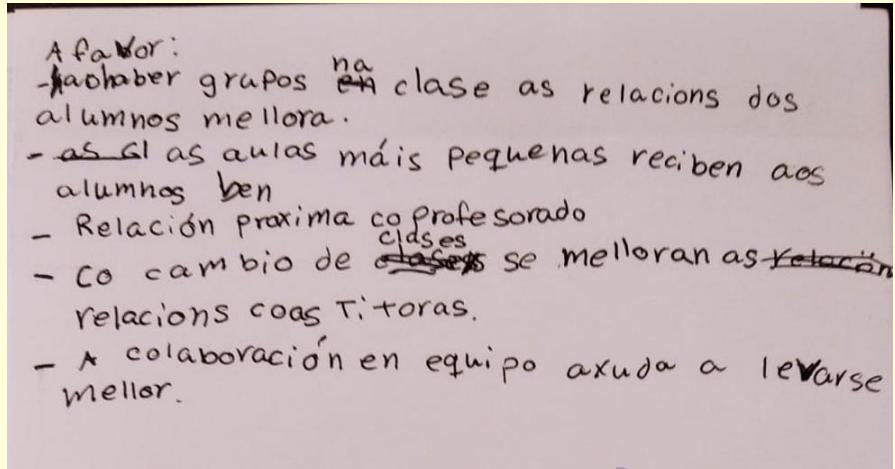 A favor:
- ao haber grupos na clase as relacions dos
alumnos mellora.
- as aulas máis pequenas reciben aos
alumnos ben
- Relación proxima co profesorado
- Co cambio de clases se melloran as
relacions coas Titoras.
- A colaboración en equipo axuda a levarse
mellor.